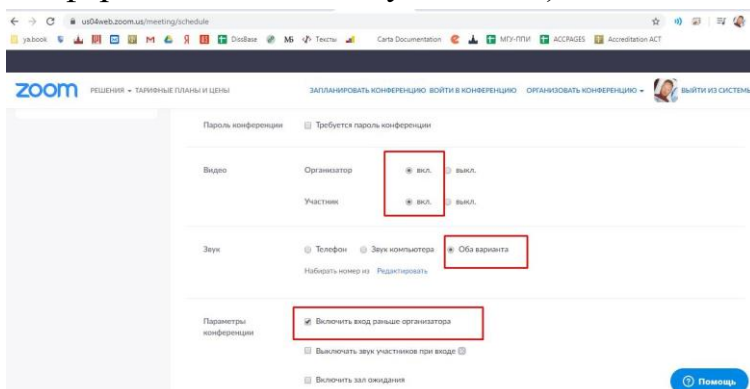 us04web.zoom.us/meeting/schedule
ya.book DissBase Мб Тексты Carta Documentation МГУ-ППИ ACCPAGES Accreditation ACT
zoom РЕШЕНИЯ ТАРИФНЫЕ ПЛАНЫ И ЦЕНЫ ЗАПЛАНИРОВАТЬ КОНФЕРЕНЦИЮ ВОЙТИ В КОНФЕРЕНЦИЮ ОРГАНИЗОВАТЬ КОНФЕРЕНЦИЮ ВЫЙТИ ИЗ СИСТЕМЫ
Пароль конференции Требуется пароль конференции
Видео Организатор вкл. выкл.
Участник вкл. выкл.
Звук Телефон Звук компьютера Оба варианта
Набирать номер из Редактировать
Параметры конференции Включить вход раньше организатора
Выключать звук участников при входе
Включить зал ожидания
Помощь